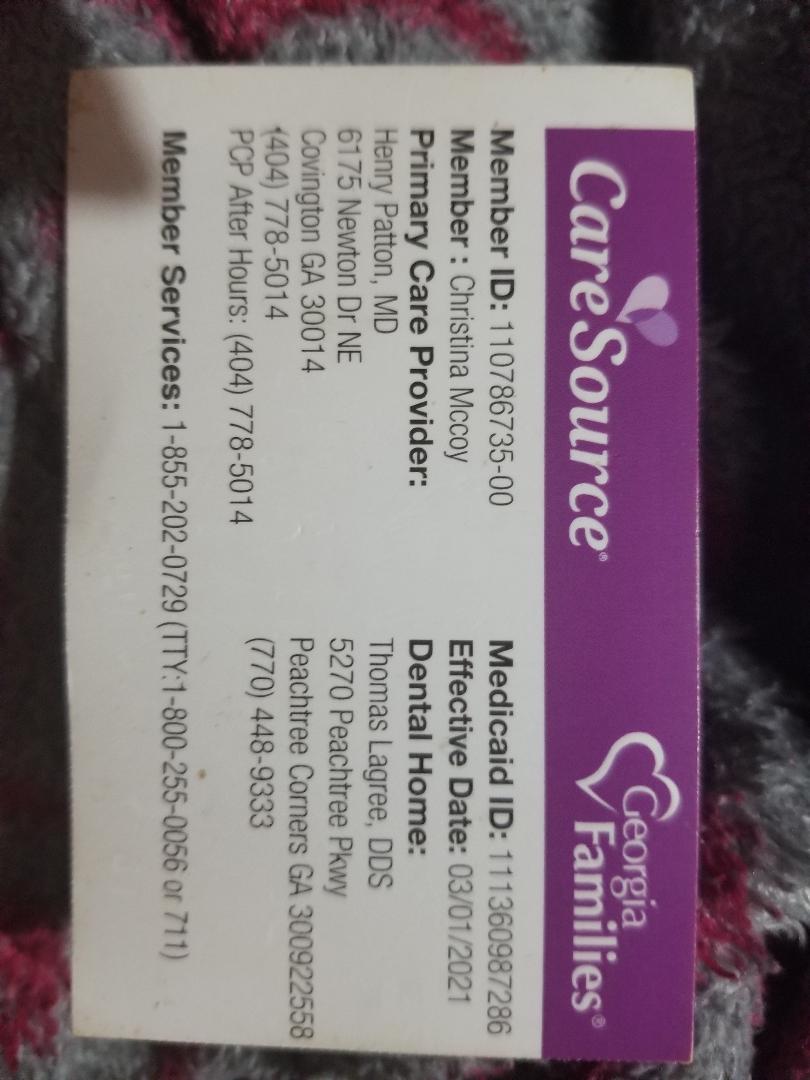 CareSource®
Georgia
Families®
Member ID: 110786735-00
Member : Christina Mccoy
Primary Care Provider:
Henry Patton, MD
6175 Newton Dr NE
Covington GA 30014
(404) 778-5014
PCP After Hours: (404) 778-5014
Medicaid ID: 111360987286
Effective Date: 03/01/2021
Dental Home:
Thomas Lagree, DDS
5270 Peachtree Pkwy
Peachtree Corners GA 300922558
(770) 448-9333
Member Services: 1-855-202-0729 (TTY:1-800-255-0056 or 711)